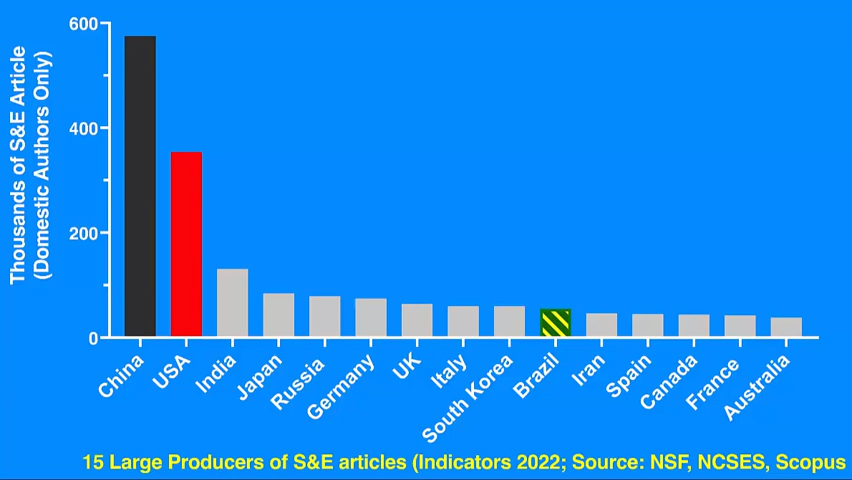 Thousands of S&E Article
(Domestic Authors Only)
600
400
200
0
China
USA
India
Japan
Russia
Germany
UK
Italy
South Korea
Brazil
Iran
Spain
Canada
France
Australia
15 Large Producers of S&E articles (Indicators 2022; Source: NSF, NCSES, Scopus